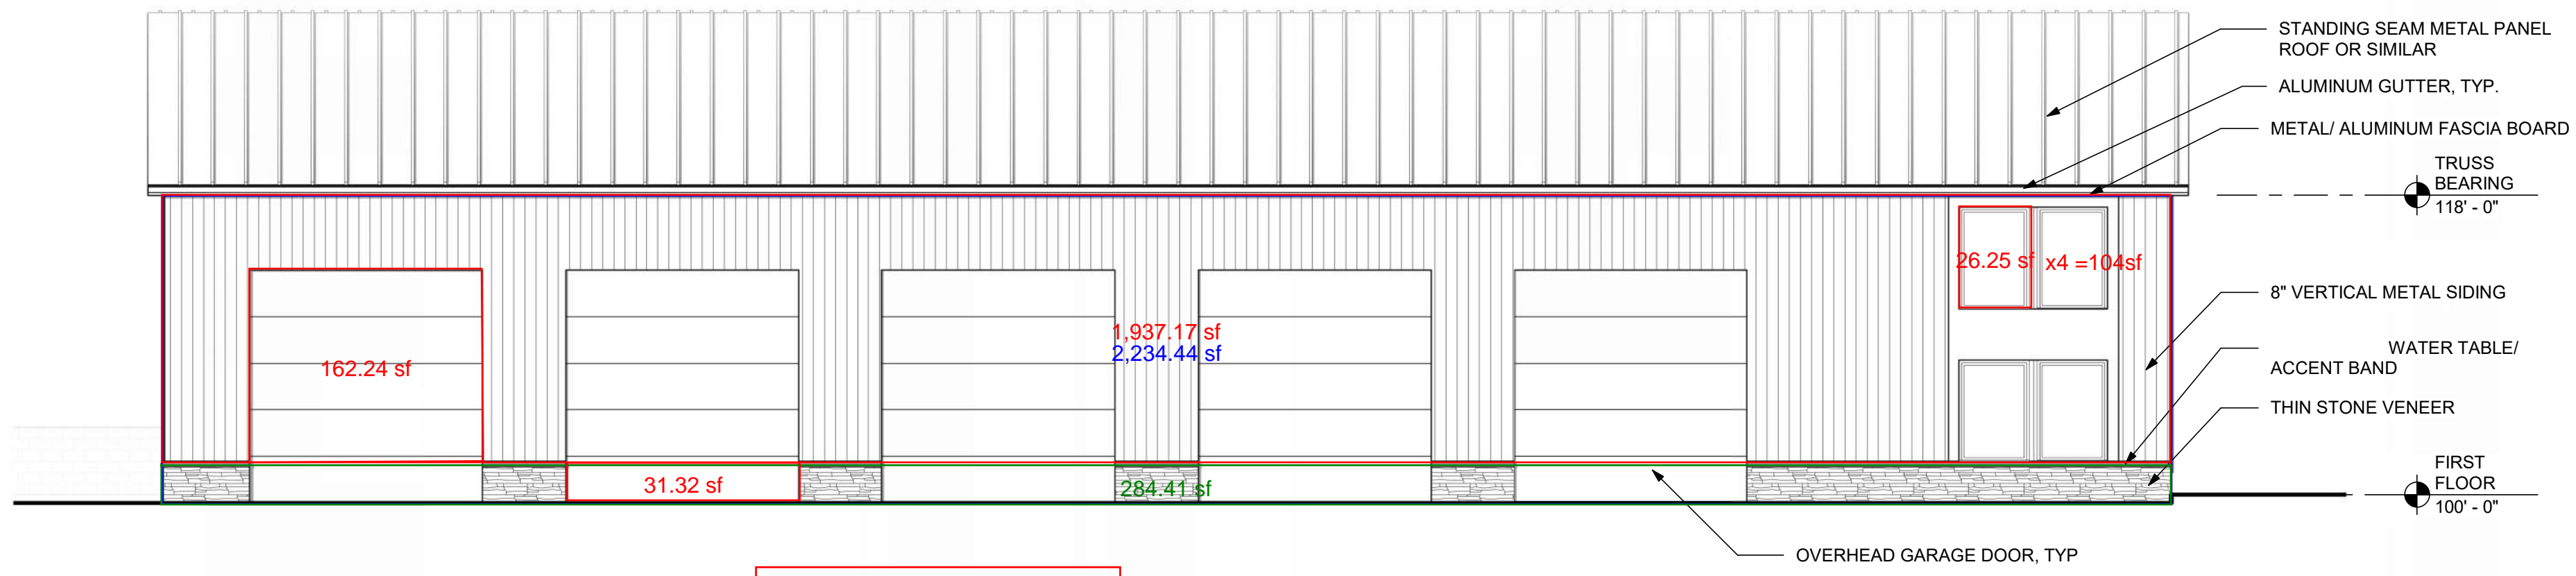 STANDING SEAM METAL PANEL
ROOF OR SIMILAR
ALUMINUM GUTTER, TYP.
METAL/ ALUMINUM FASCIA BOARD
TRUSS
BEARING
118' - 0"
26.25 sf x4 =104sf
8" VERTICAL METAL SIDING
1,937.17 sf
2,234.44 sf
162.24 sf
WATER TABLE/
ACCENT BAND
THIN STONE VENEER
31.32 sf
284.41 sf
FIRST
FLOOR
100' - 0"
OVERHEAD GARAGE DOOR, TYP